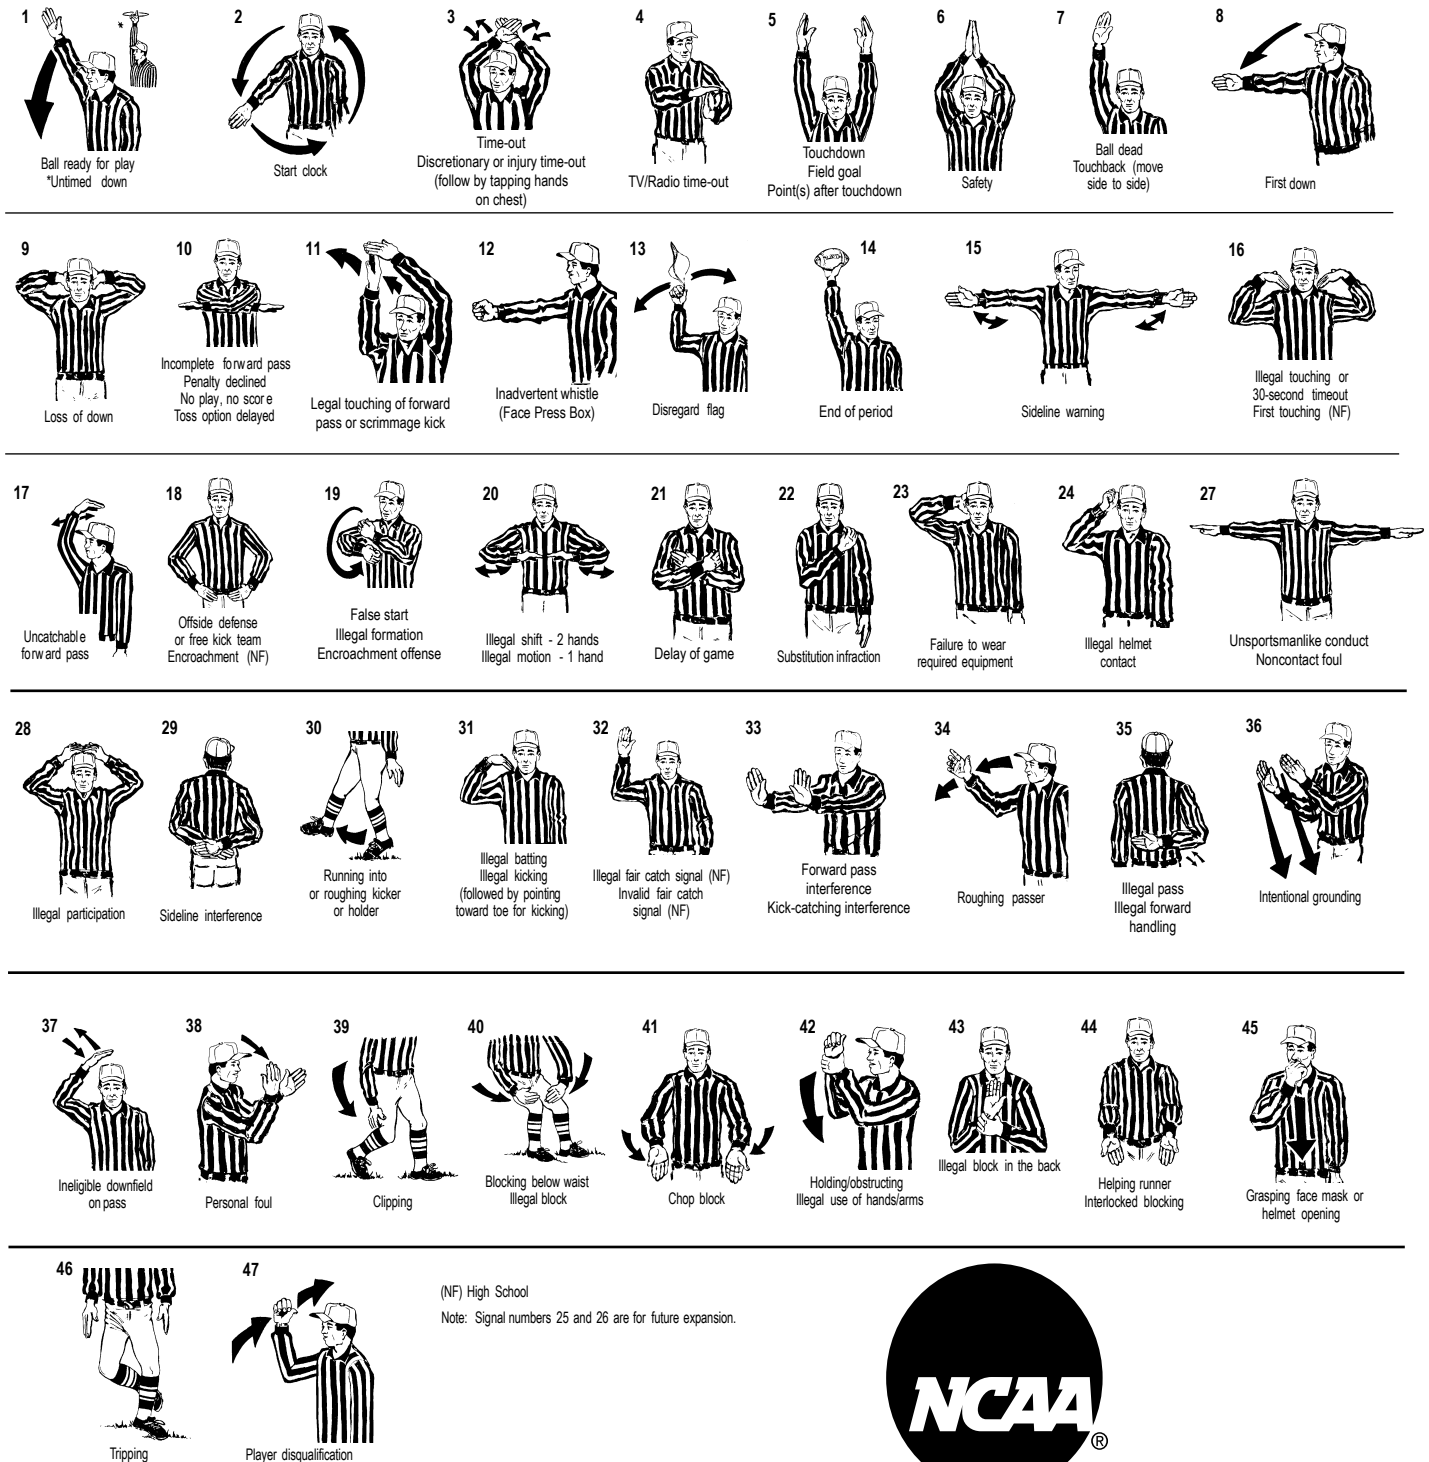 1
2
3
4
5
6
7
8
*
Ball ready for play
*Untimed down
Start clock
Time-out
Discretionary or injury time-out
(follow by tapping hands
on chest)
TV/Radio time-out
Touchdown
Field goal
Point(s) after touchdown
Safety
Ball dead
Touchback (move
side to side)
First down
9
10
11
12
13
14
15
16
Loss of down
Incomplete forward pass
Penalty declined
No play, no score
Toss option delayed
Legal touching of forward
pass or scrimmage kick
Inadvertent whistle
(Face Press Box)
Disregard flag
End of period
Sideline warning
Illegal touching or
30-second timeout
First touching (NF)
17
18
19
20
21
22
23
24
27
Uncatchable
forward pass
Offside defense
or free kick team
Encroachment (NF)
False start
Illegal formation
Encroachment offense
Illegal shift - 2 hands
Illegal motion - 1 hand
Delay of game
Substitution infraction
Failure to wear
required equipment
Illegal helmet
contact
Unsportsmanlike conduct
Noncontact foul
28
29
30
31
32
33
34
35
36
Illegal participation
Sideline interference
Running into
or roughing kicker
or holder
Illegal batting
Illegal kicking
(followed by pointing
toward toe for kicking)
Illegal fair catch signal (NF)
Invalid fair catch
signal (NF)
Forward pass
interference
Kick-catching interference
Roughing passer
Illegal pass
Illegal forward
handling
Intentional grounding
37
38
39
40
41
42
43
44
45
Ineligible downfield
on pass
Personal foul
Clipping
Blocking below waist
Illegal block
Chop block
Holding/obstructing
Illegal use of hands/arms
Illegal block in the back
Helping runner
Interlocked blocking
Grasping face mask or
helmet opening
46
47
Tripping
Player disqualification
(NF) High School
Note: Signal numbers 25 and 26 are for future expansion.
NCAA
®